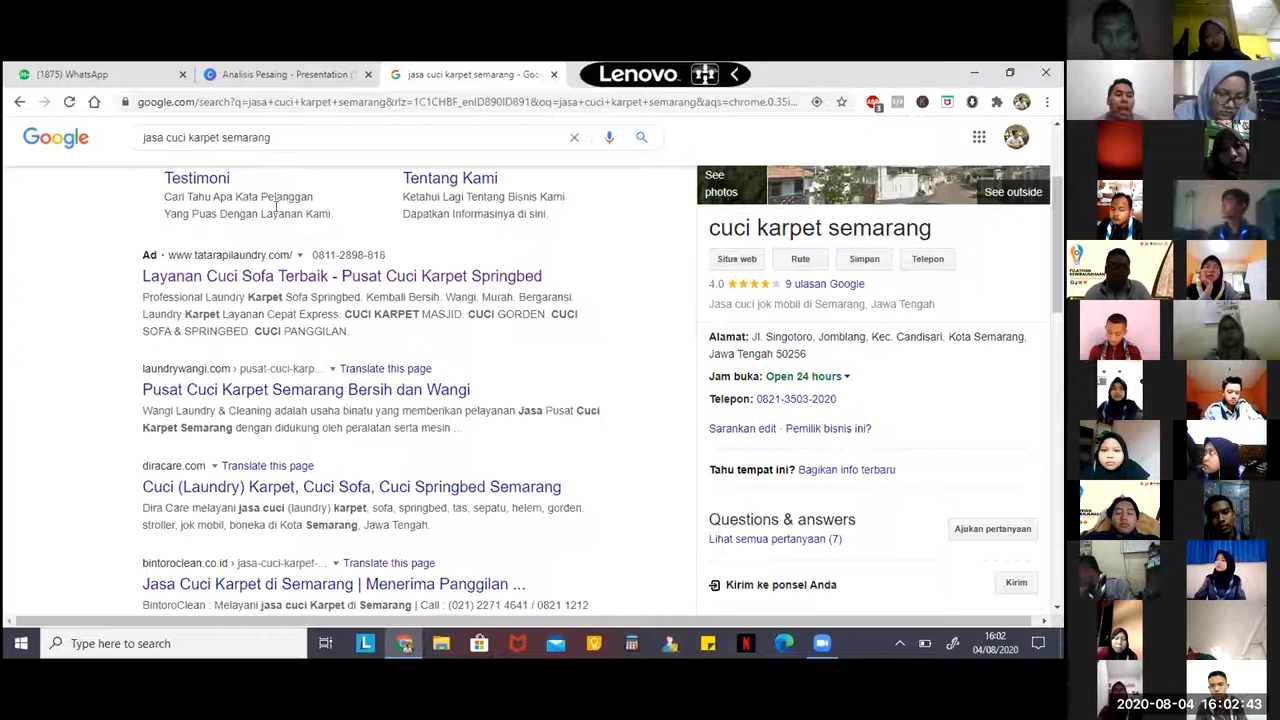 (1875) WhatsApp
Analisis Pesaing - Presentation (1
jasa cuci karpet semarang - Goo
Lenovo
google.com/search?q=jasa+cuci+karpet+semarang&rlz=1C1CHBF_enID890ID891&oq=jasa+cuci+karpet+semarang&aqs=chrome.0.35i...
3
Google
jasa cuci karpet semarang
Testimoni
Cari Tahu Apa Kata Pelanggan
Yang Puas Dengan Layanan Kami.
Tentang Kami
Ketahui Lagi Tentang Bisnis Kami
Dapatkan Informasinya di sini.
Ad · www.tatarapilaundry.com/ 0811-2898-816
Layanan Cuci Sofa Terbaik - Pusat Cuci Karpet Springbed
Professional Laundry Karpet Sofa Springbed. Kembali Bersih. Wangi. Murah. Bergaransi.
Laundry Karpet Layanan Cepat Express. CUCI KARPET MASJID. CUCI GORDEN. CUCI
SOFA & SPRINGBED. CUCI PANGGILAN.
laundrywangi.com › pusat-cuci-karp... Translate this page
Pusat Cuci Karpet Semarang Bersih dan Wangi
Wangi Laundry & Cleaning adalah usaha binatu yang memberikan pelayanan Jasa Pusat Cuci
Karpet Semarang dengan didukung oleh peralatan serta mesin ...
diracare.com Translate this page
Cuci (Laundry) Karpet, Cuci Sofa, Cuci Springbed Semarang
Dira Care melayani jasa cuci (laundry) karpet, sofa, springbed, tas, sepatu, helem, gorden,
stroller, jok mobil, boneka di Kota Semarang, Jawa Tengah.
bintoroclean.co.id › jasa-cuci-karpet-... Translate this page
Jasa Cuci Karpet di Semarang | Menerima Panggilan ...
BintoroClean : Melayani jasa cuci Karpet di Semarang | Call : (021) 2271 4641 / 0821 1212
See
photos
See outside
cuci karpet semarang
Situs web
Rute
Simpan
Telepon
4.0 9 ulasan Google
Jasa cuci jok mobil di Semarang, Jawa Tengah
Alamat: Jl. Singotoro, Jomblang, Kec. Candisari, Kota Semarang,
Jawa Tengah 50256
Jam buka: Open 24 hours
Telepon: 0821-3503-2020
Sarankan edit · Pemilik bisnis ini?
Tahu tempat ini? Bagikan info terbaru
Questions & answers
Lihat semua pertanyaan (7)
Ajukan pertanyaan
Kirim ke ponsel Anda
Kirim
Type here to search
L
N
16:02
04/08/2020
2020-08-04 16:02:43